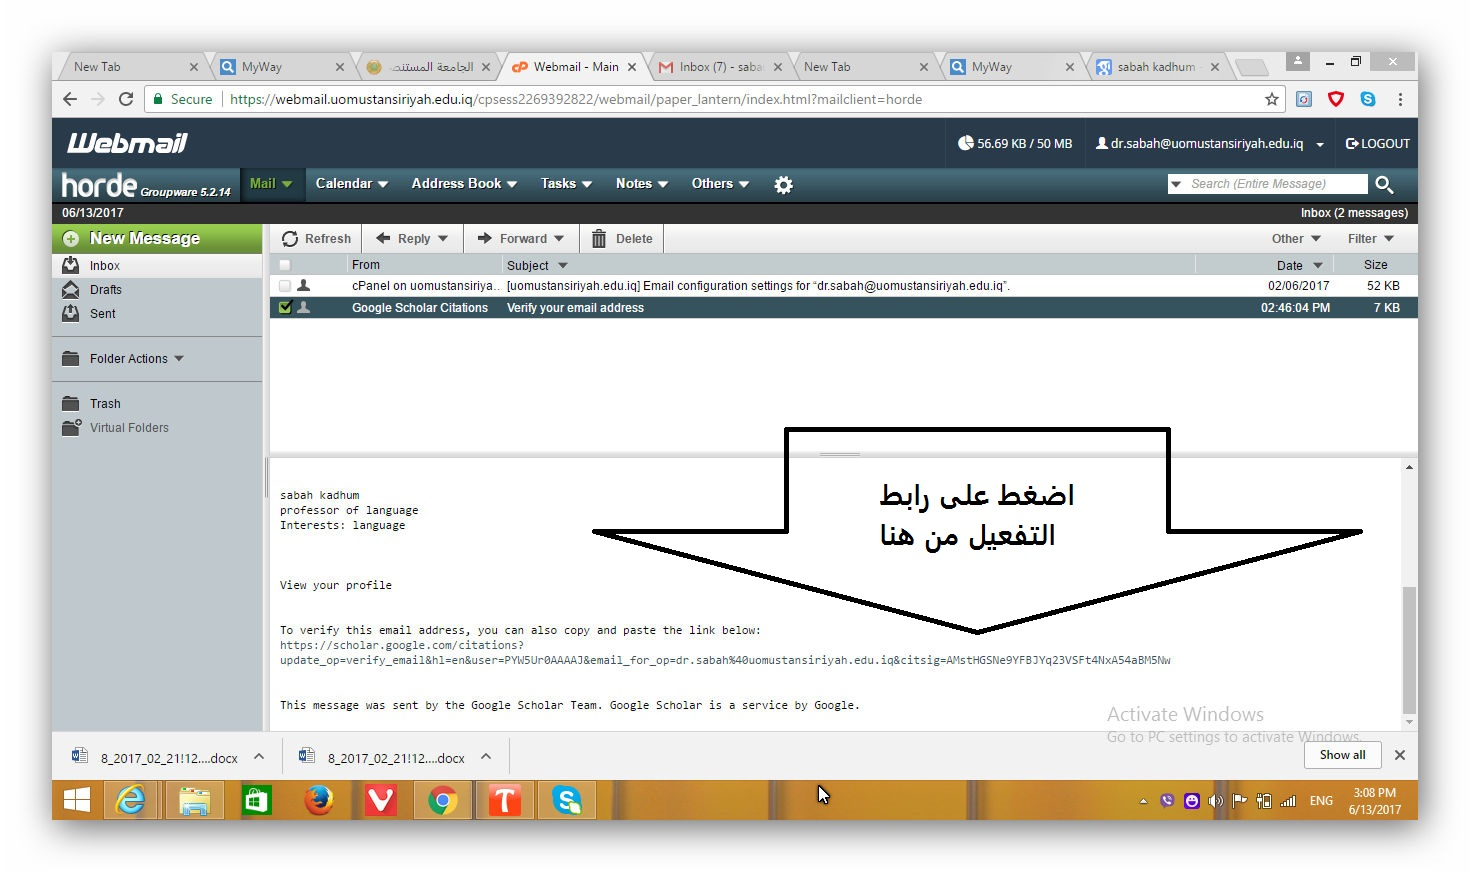 New Tab
MyWay
الجامعة المستنص
Webmail - Main
Inbox (7) - saba
New Tab
MyWay
sabah kadhum -
Secure
https://webmail.uomustansiriyah.edu.iq/cpsess2269392822/webmail/paper_lantern/index.html?mailclient=horde
Webmail
56.69 KB / 50 MB
dr.sabah@uomustansiriyah.edu.iq
LOGOUT
horde Groupware 5.2.14
Mail
Calendar
Address Book
Tasks
Notes
Others
Search (Entire Message)
06/13/2017
Inbox (2 messages)
New Message
Refresh
Reply
Forward
Delete
Other
Filter
Inbox
Drafts
Sent
Folder Actions
Trash
Virtual Folders
From
Subject
Date
Size
cPanel on uomustansiriya... [uomustansiriyah.edu.iq] Email configuration settings for “dr.sabah@uomustansiriyah.edu.iq”. 02/06/2017 52 KB
Google Scholar Citations Verify your email address 02:46:04 PM 7 KB
اضغط على رابط
التفعيل من هنا
sabah kadhum
professor of language
Interests: language
View your profile
To verify this email address, you can also copy and paste the link below:
https://scholar.google.com/citations?
update_op=verify_email&hl=en&user=PYW5Ur0AAAAJ&email_for_op=dr.sabah%40uomustansiriyah.edu.iq&citsig=AMstHGSNe9YFBJYq23VSFt4NxA54aBM5Nw
This message was sent by the Google Scholar Team. Google Scholar is a service by Google.
Activate Windows
Go to PC settings to activate Windows.
8_2017_02_21!12....docx
8_2017_02_21!12....docx
Show all
ENG
3:08 PM
6/13/2017